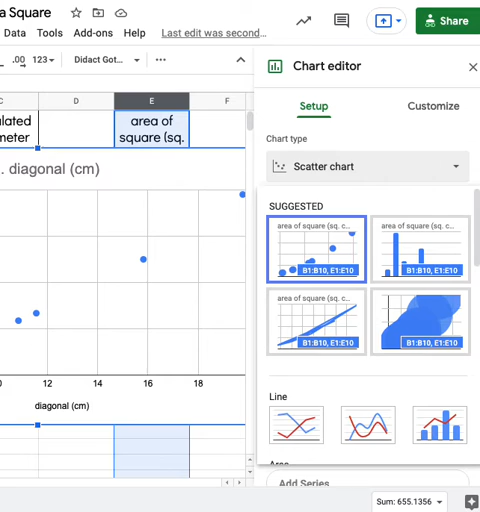 a Square
Data Tools Add-ons Help Last edit was second...
Share
.00 123 Didact Got...
C D E F
ulated
meter
area of
square (sq.
. diagonal (cm)
0 12 14 16 18
diagonal (cm)
Chart editor
Setup Customize
Chart type
Scatter chart
SUGGESTED
area of square (sq. c...
B1:B10, E1:E10
area of square (sq. c...
B1:B10, E1:E10
area of square (sq. c...
B1:B10, E1:E10
B1:B10, E1:E10
Line
Area
Add Series
Sum: 655.1356